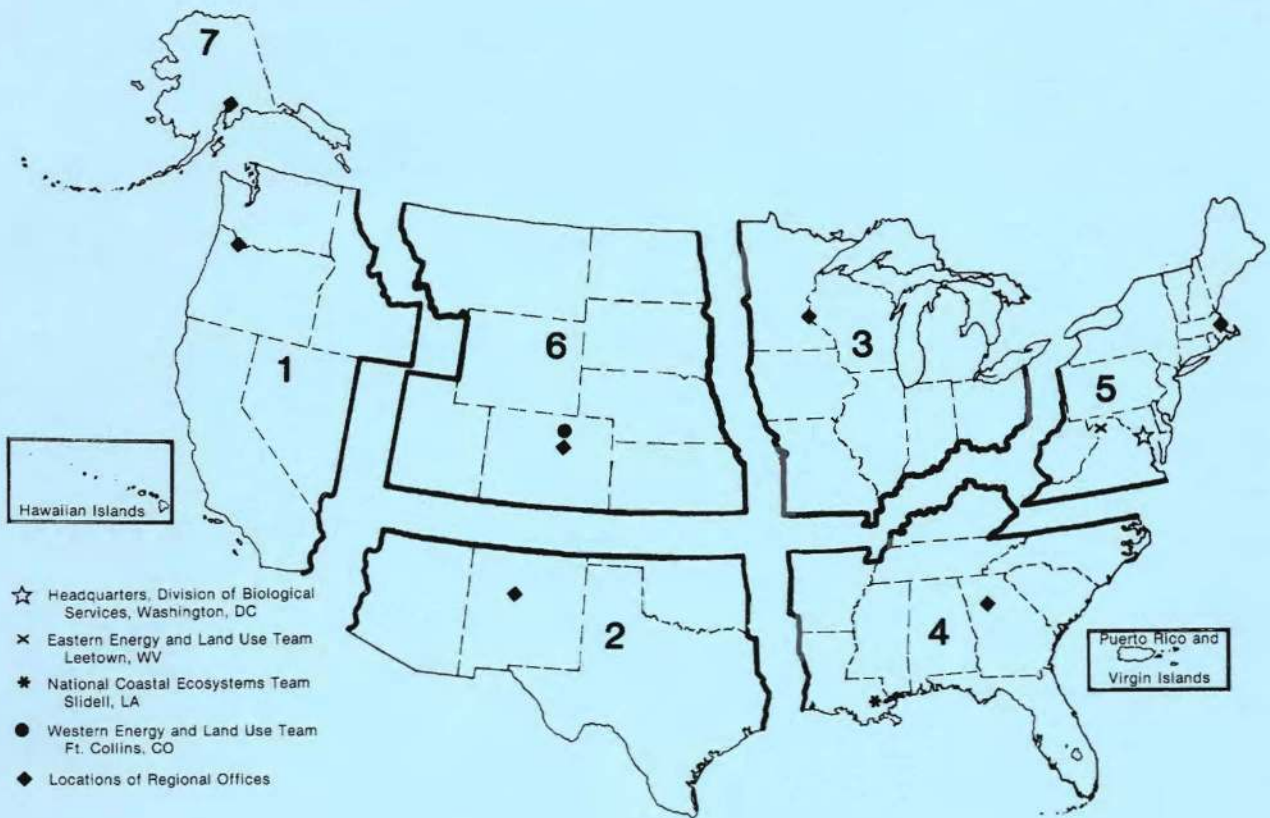 7
1
6
3
5
2
4
Hawaiian Islands
Puerto Rico and
Virgin Islands
☆ Headquarters, Division of Biological
Services, Washington, DC
× Eastern Energy and Land Use Team
Leetown, WV
* National Coastal Ecosystems Team
Slidell, LA
● Western Energy and Land Use Team
Ft. Collins, CO
◆ Locations of Regional Offices